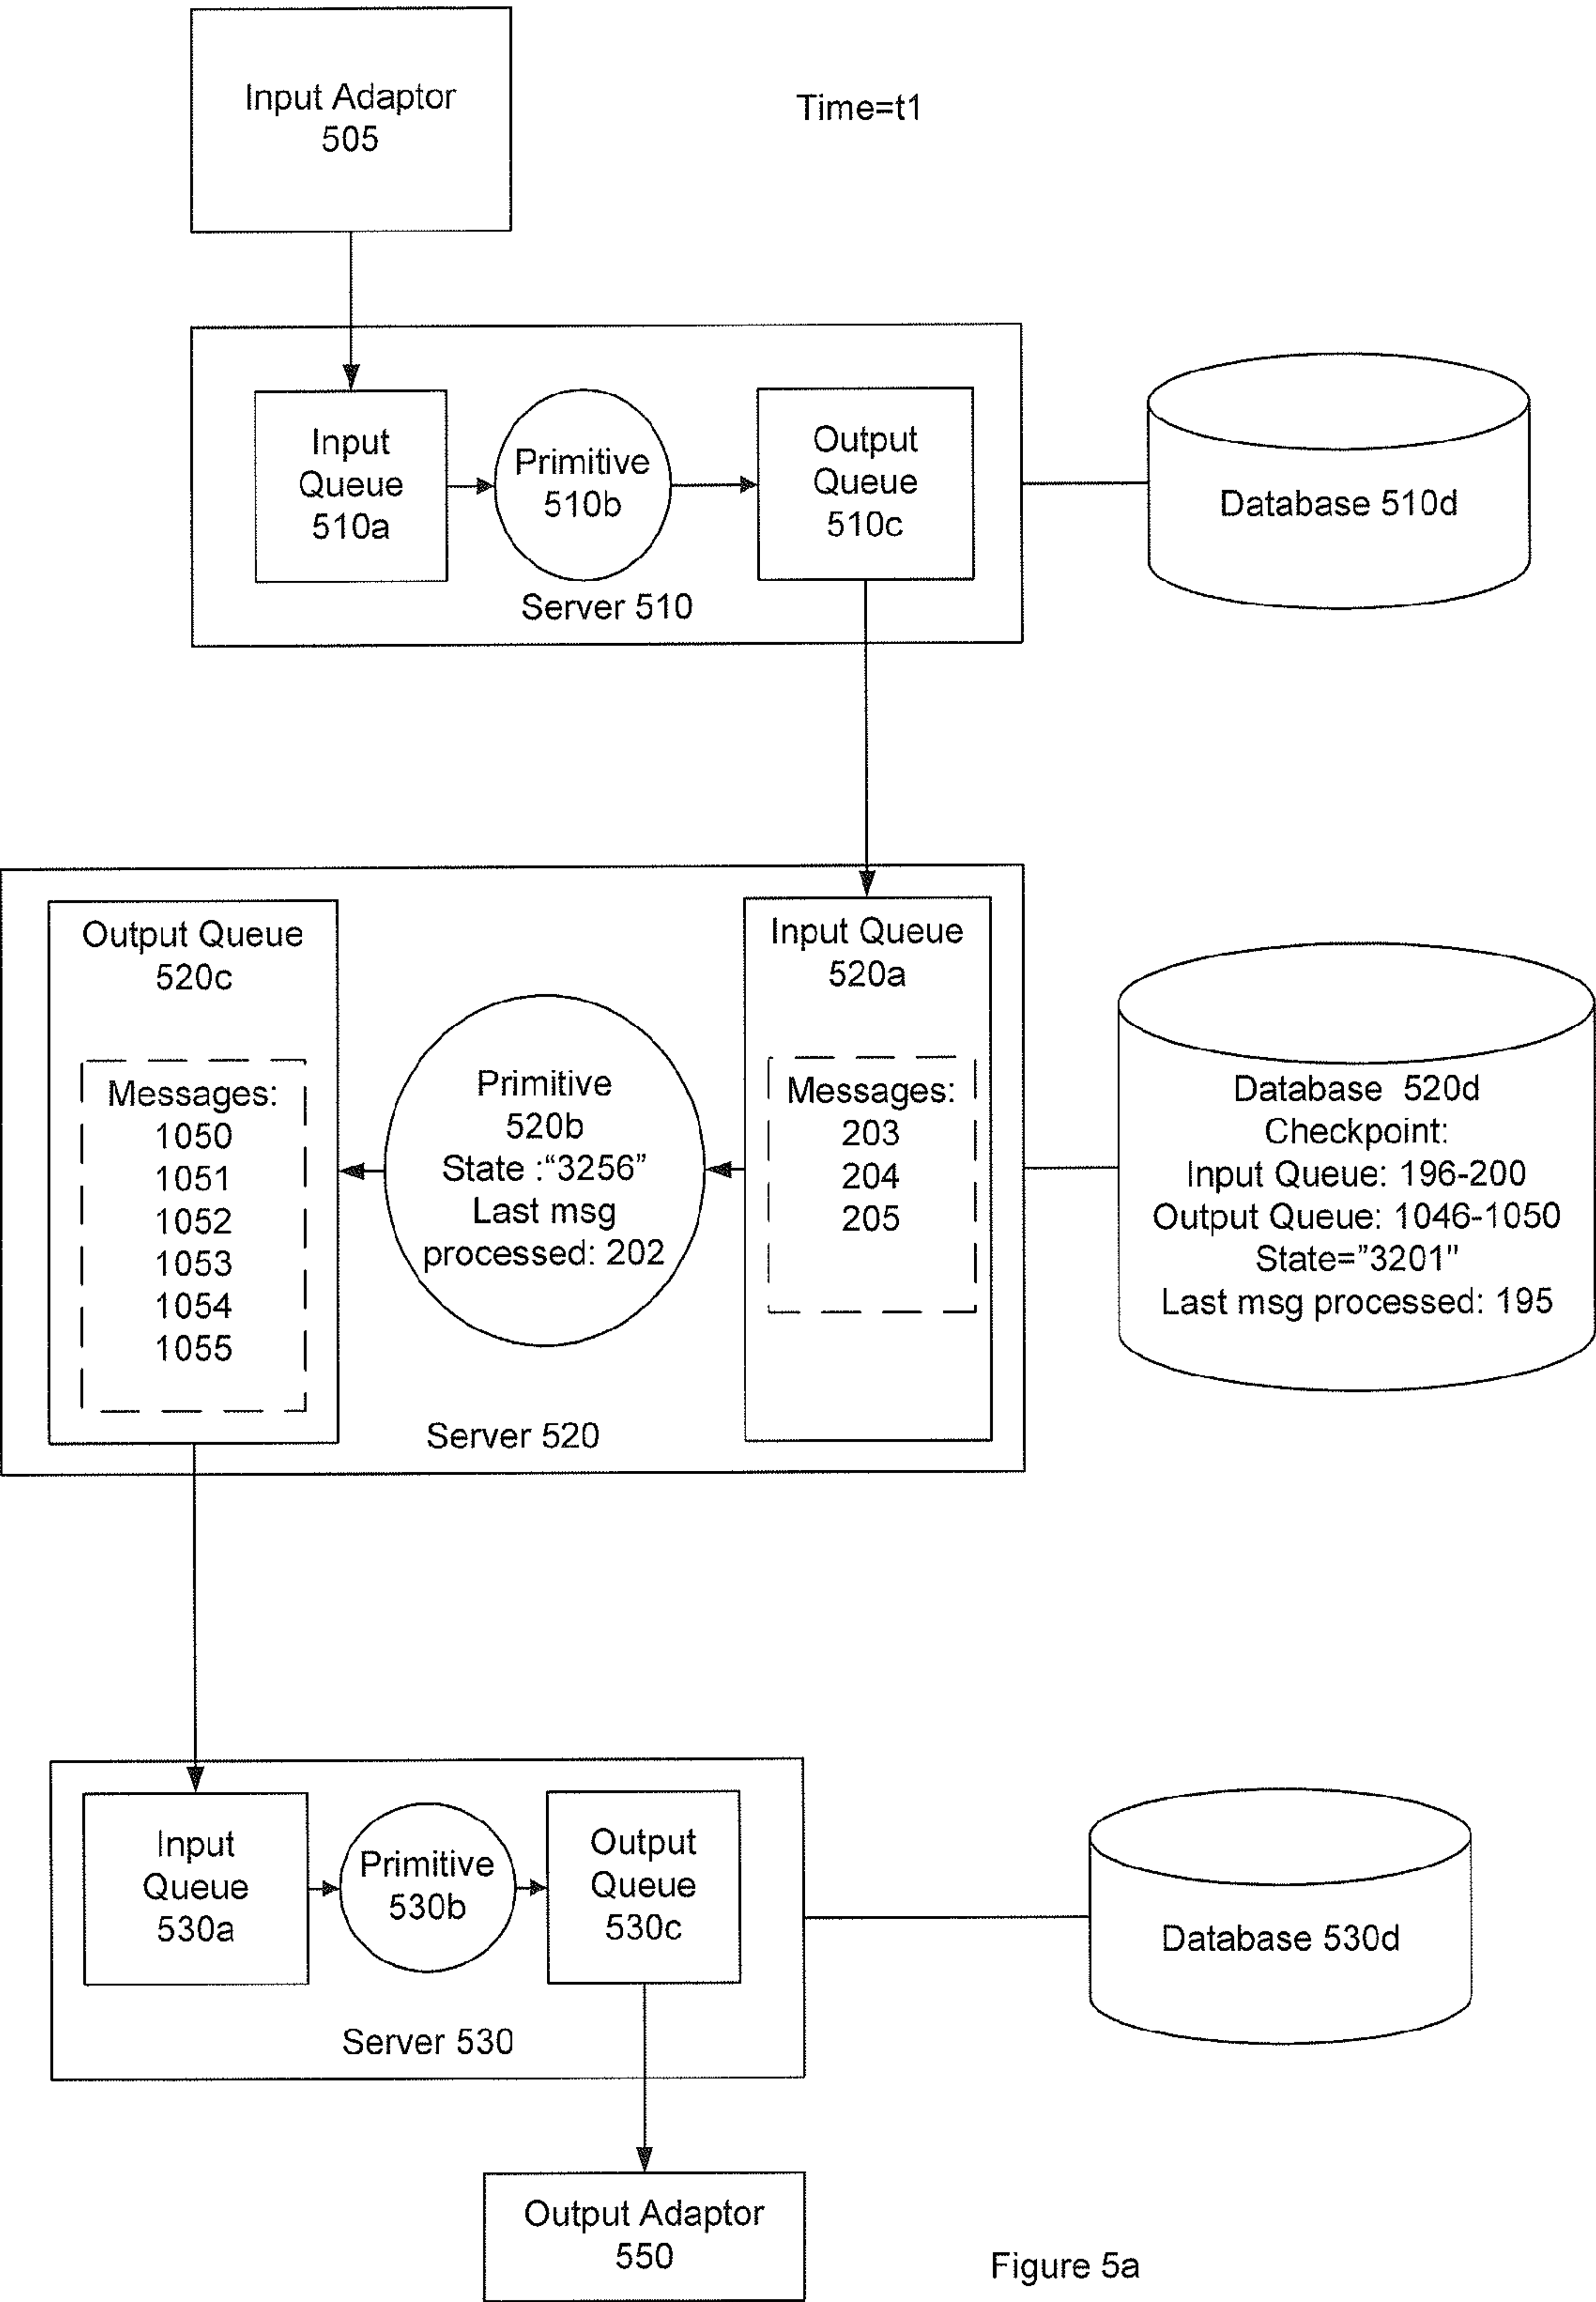 Input Adaptor
505
Time=t1
Input
Queue
510a
Primitive
510b
Output
Queue
510c
Server 510
Database 510d
Output Queue
520c
Messages:
1050
1051
1052
1053
1054
1055
Primitive
520b
State :“3256”
Last msg
processed: 202
Input Queue
520a
Messages:
203
204
205
Server 520
Database  520d
Checkpoint:
Input Queue: 196-200
Output Queue: 1046-1050
State=”3201"
Last msg processed: 195
Input
Queue
530a
Primitive
530b
Output
Queue
530c
Server 530
Database 530d
Output Adaptor
550
Figure 5a